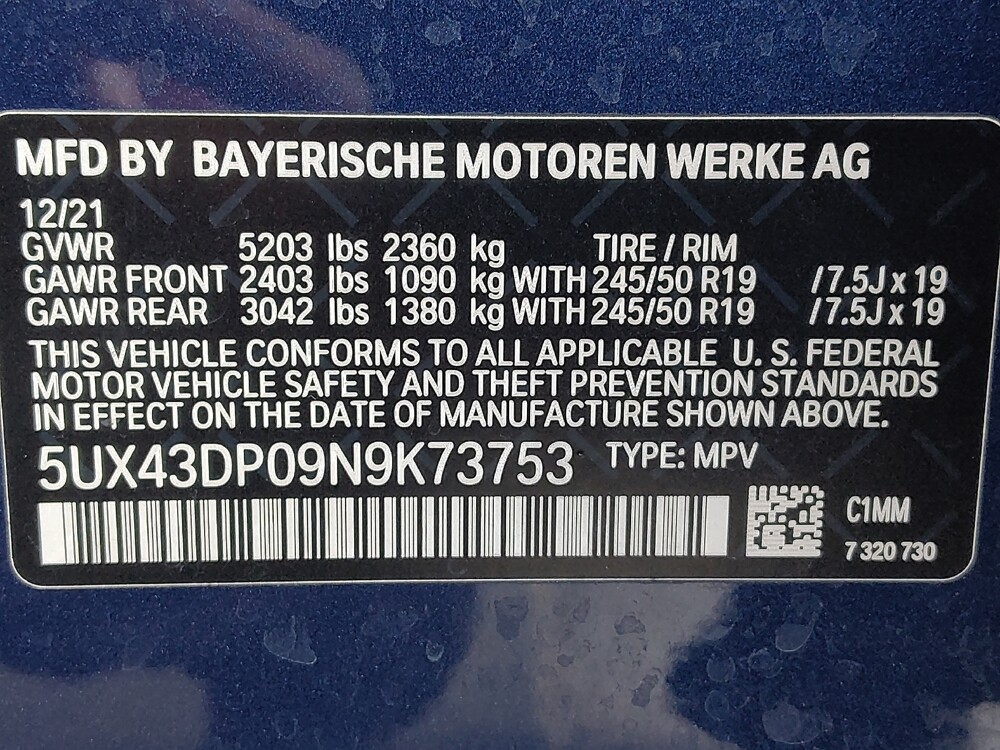 MFD BY BAYERISCHE MOTOREN WERKE AG
12/21
GVWR 5203 lbs 2360 kg TIRE / RIM
GAWR FRONT 2403 lbs 1090 kg WITH 245/50 R19 /7.5J x 19
GAWR REAR 3042 lbs 1380 kg WITH 245/50 R19 /7.5J x 19
THIS VEHICLE CONFORMS TO ALL APPLICABLE U. S. FEDERAL
MOTOR VEHICLE SAFETY AND THEFT PREVENTION STANDARDS
IN EFFECT ON THE DATE OF MANUFACTURE SHOWN ABOVE.
5UX43DP09N9K73753 TYPE: MPV
C1MM
7 320 730